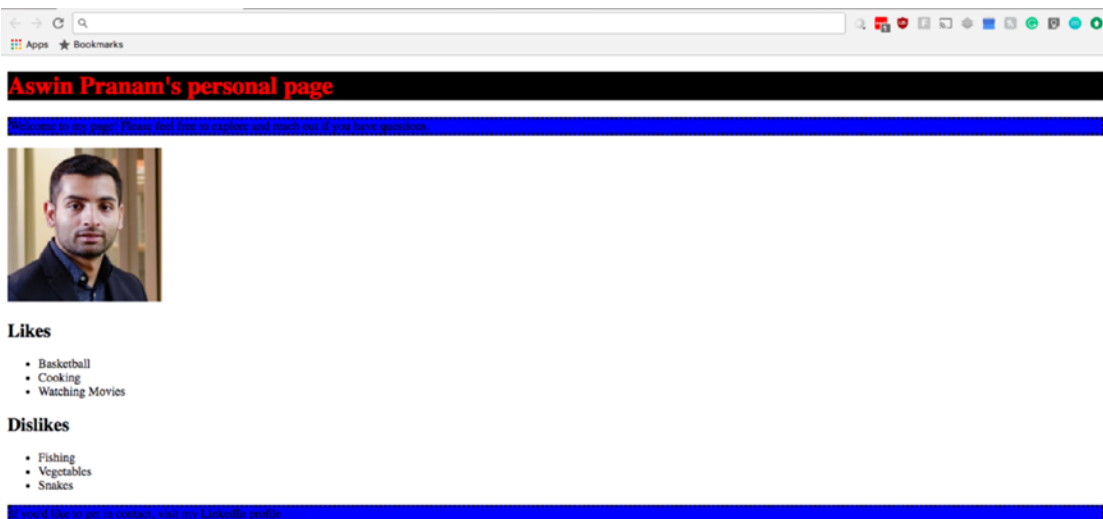 Apps Bookmarks
Aswin Pranam's personal page
Welcome to my page! Please feel free to explore and reach out if you have questions
Likes
Basketball
Cooking
Watching Movies
Dislikes
Fishing
Vegetables
Snakes
If you'd like to get in contact, visit my LinkedIn profile